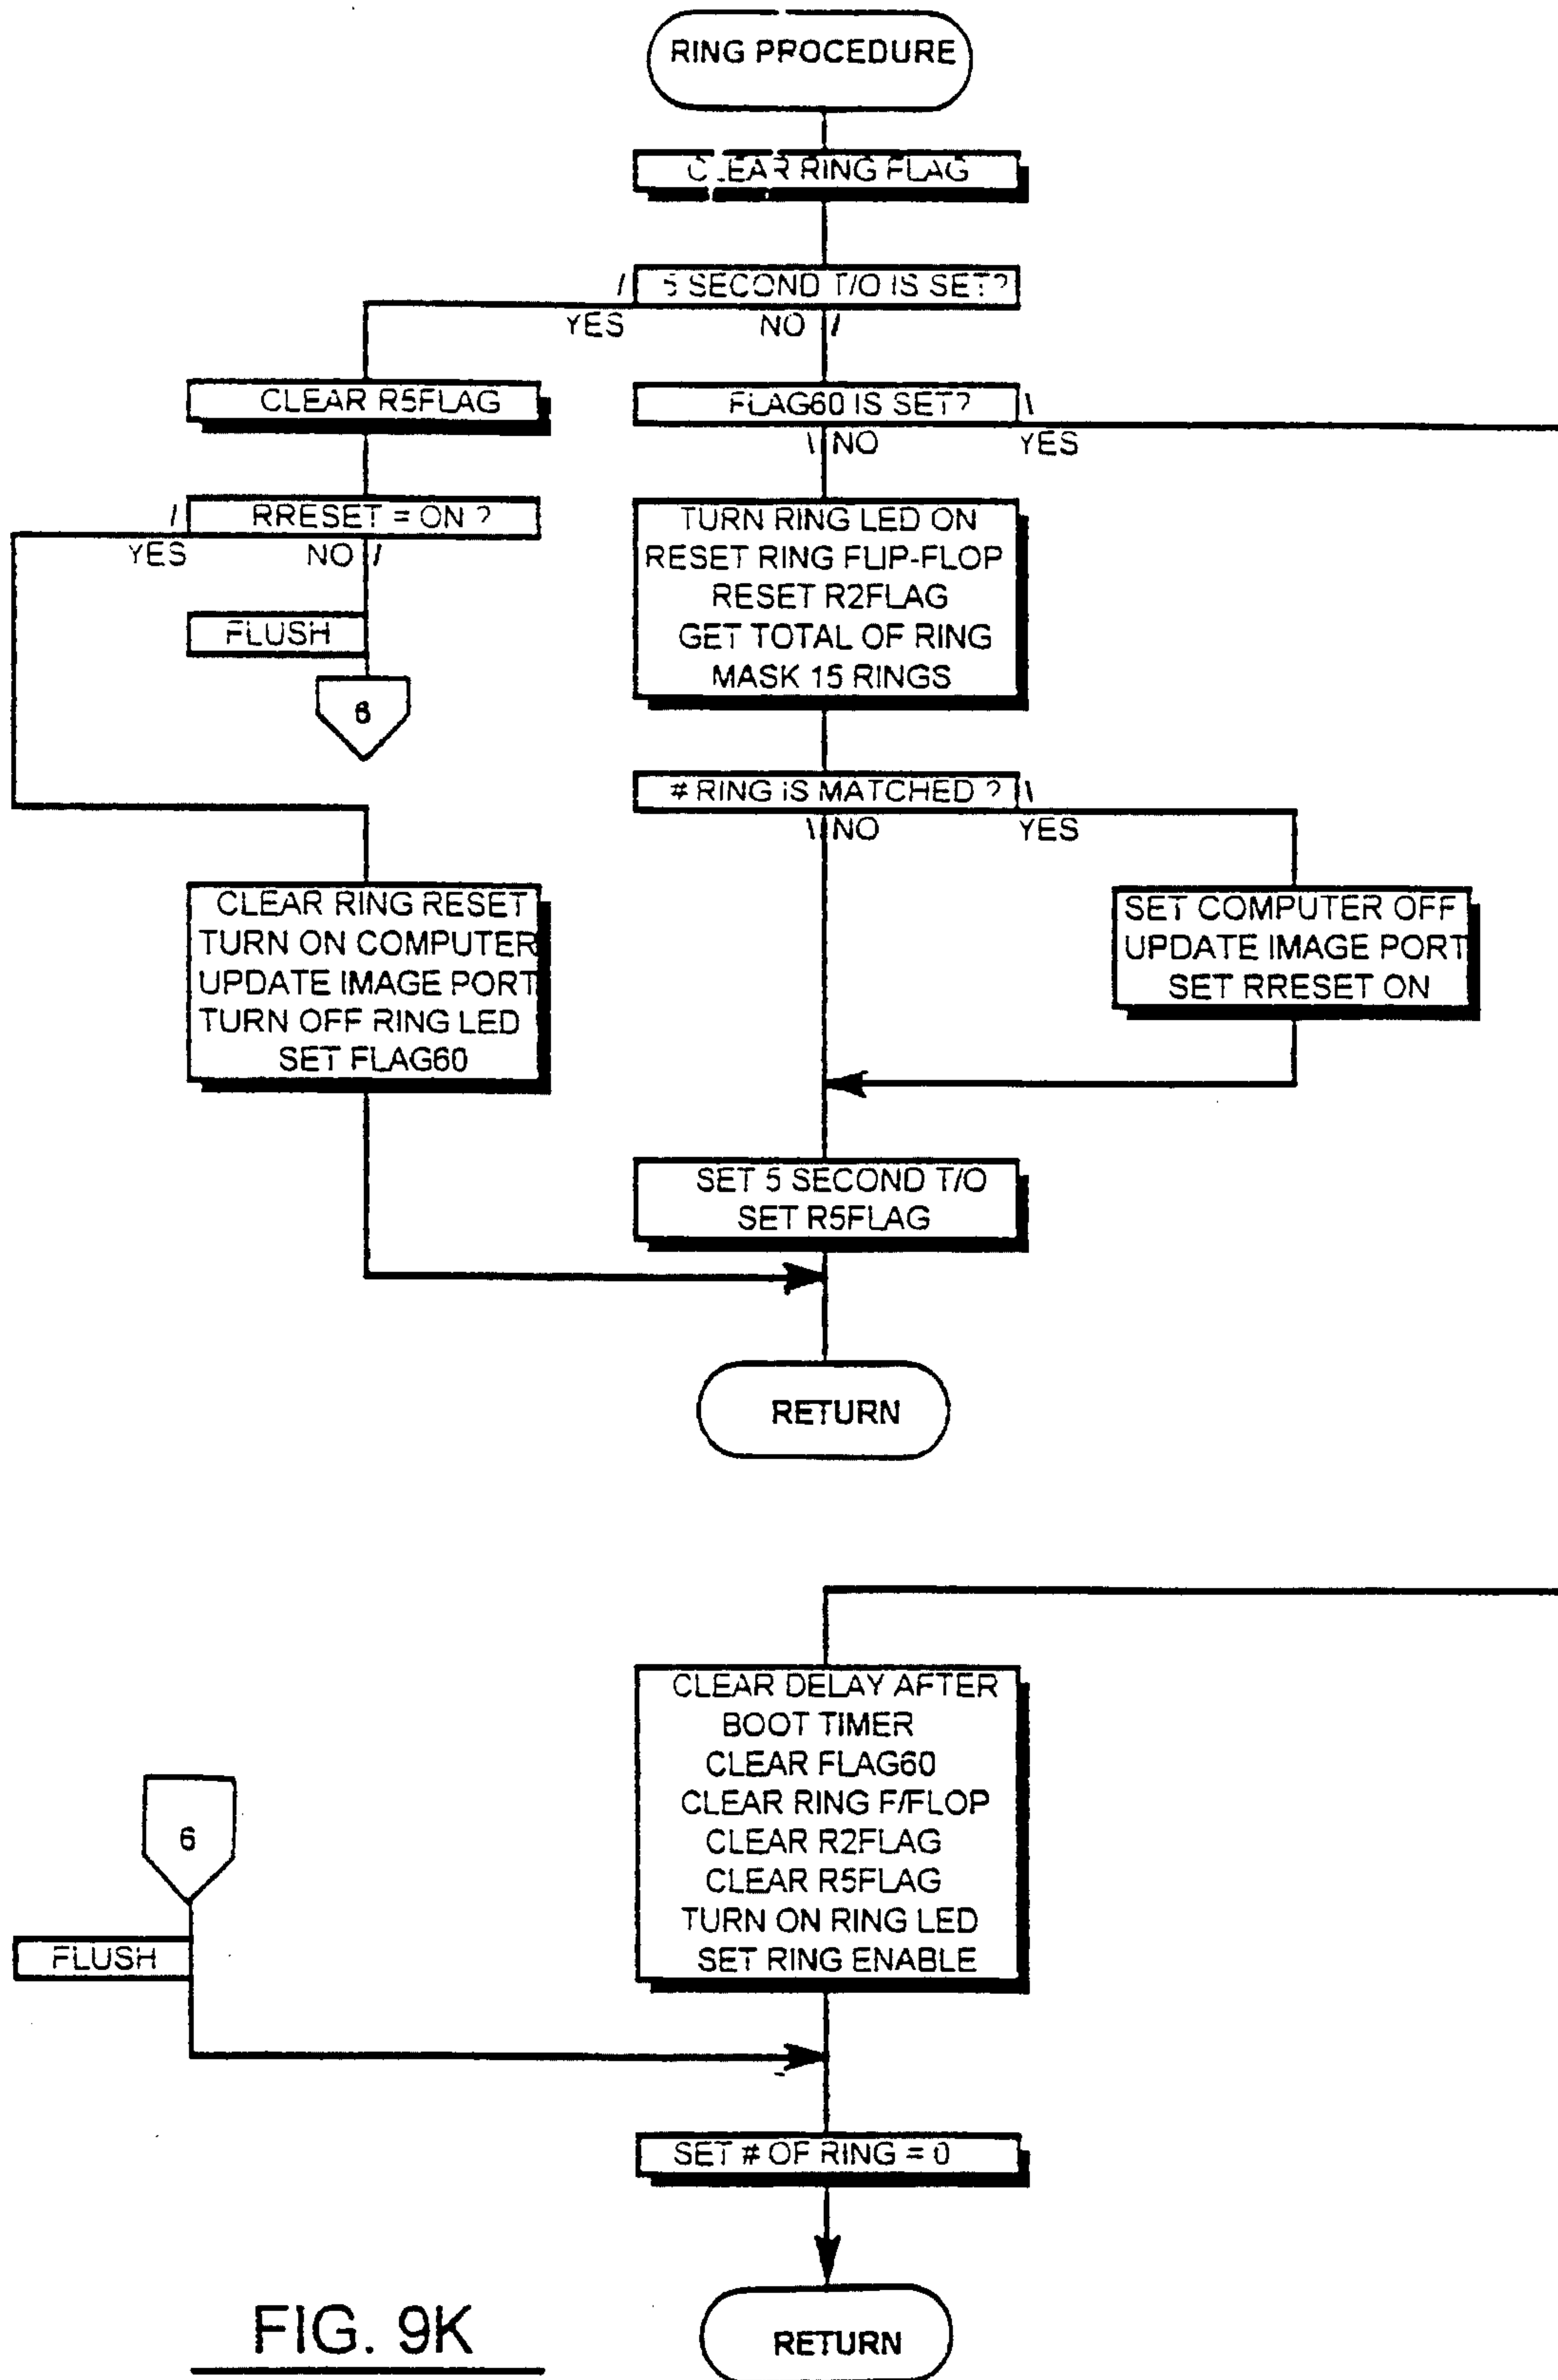 RING PROCEDURE
CLEAR RING FLAG
5 SECOND T/O IS SET?
YES
NO
CLEAR R5FLAG
FLAG60 IS SET?
NO
YES
RRESET = ON ?
YES
NO
FLUSH
6
TURN RING LED ON
RESET RING FLIP-FLOP
RESET R2FLAG
GET TOTAL OF RING
MASK 15 RINGS
# RING IS MATCHED ?
NO
YES
CLEAR RING RESET
TURN ON COMPUTER
UPDATE IMAGE PORT
TURN OFF RING LED
SET FLAG60
SET COMPUTER OFF
UPDATE IMAGE PORT
SET RRESET ON
SET 5 SECOND T/O
SET R5FLAG
RETURN
CLEAR DELAY AFTER
BOOT TIMER
CLEAR FLAG60
CLEAR RING F/FLOP
CLEAR R2FLAG
CLEAR R5FLAG
TURN ON RING LED
SET RING ENABLE
6
FLUSH
SET # OF RING = 0
RETURN
FIG. 9K